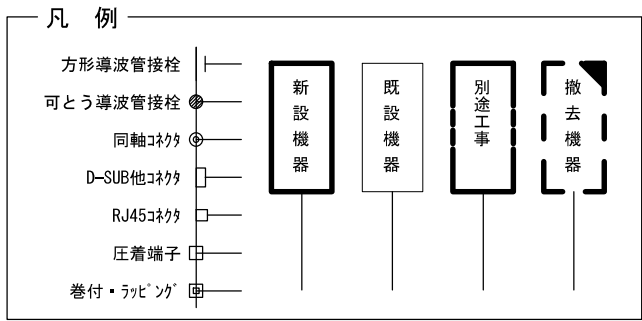 凡 例
方形導波管接栓
可とう導波管接栓
同軸ｺﾈｸﾀ
D-SUB他ｺﾈｸﾀ
RJ45ｺﾈｸﾀ
圧着端子
巻付・ﾗｯﾋﾟﾝｸﾞ
新設機器
既設機器
別途工事
撤去機器